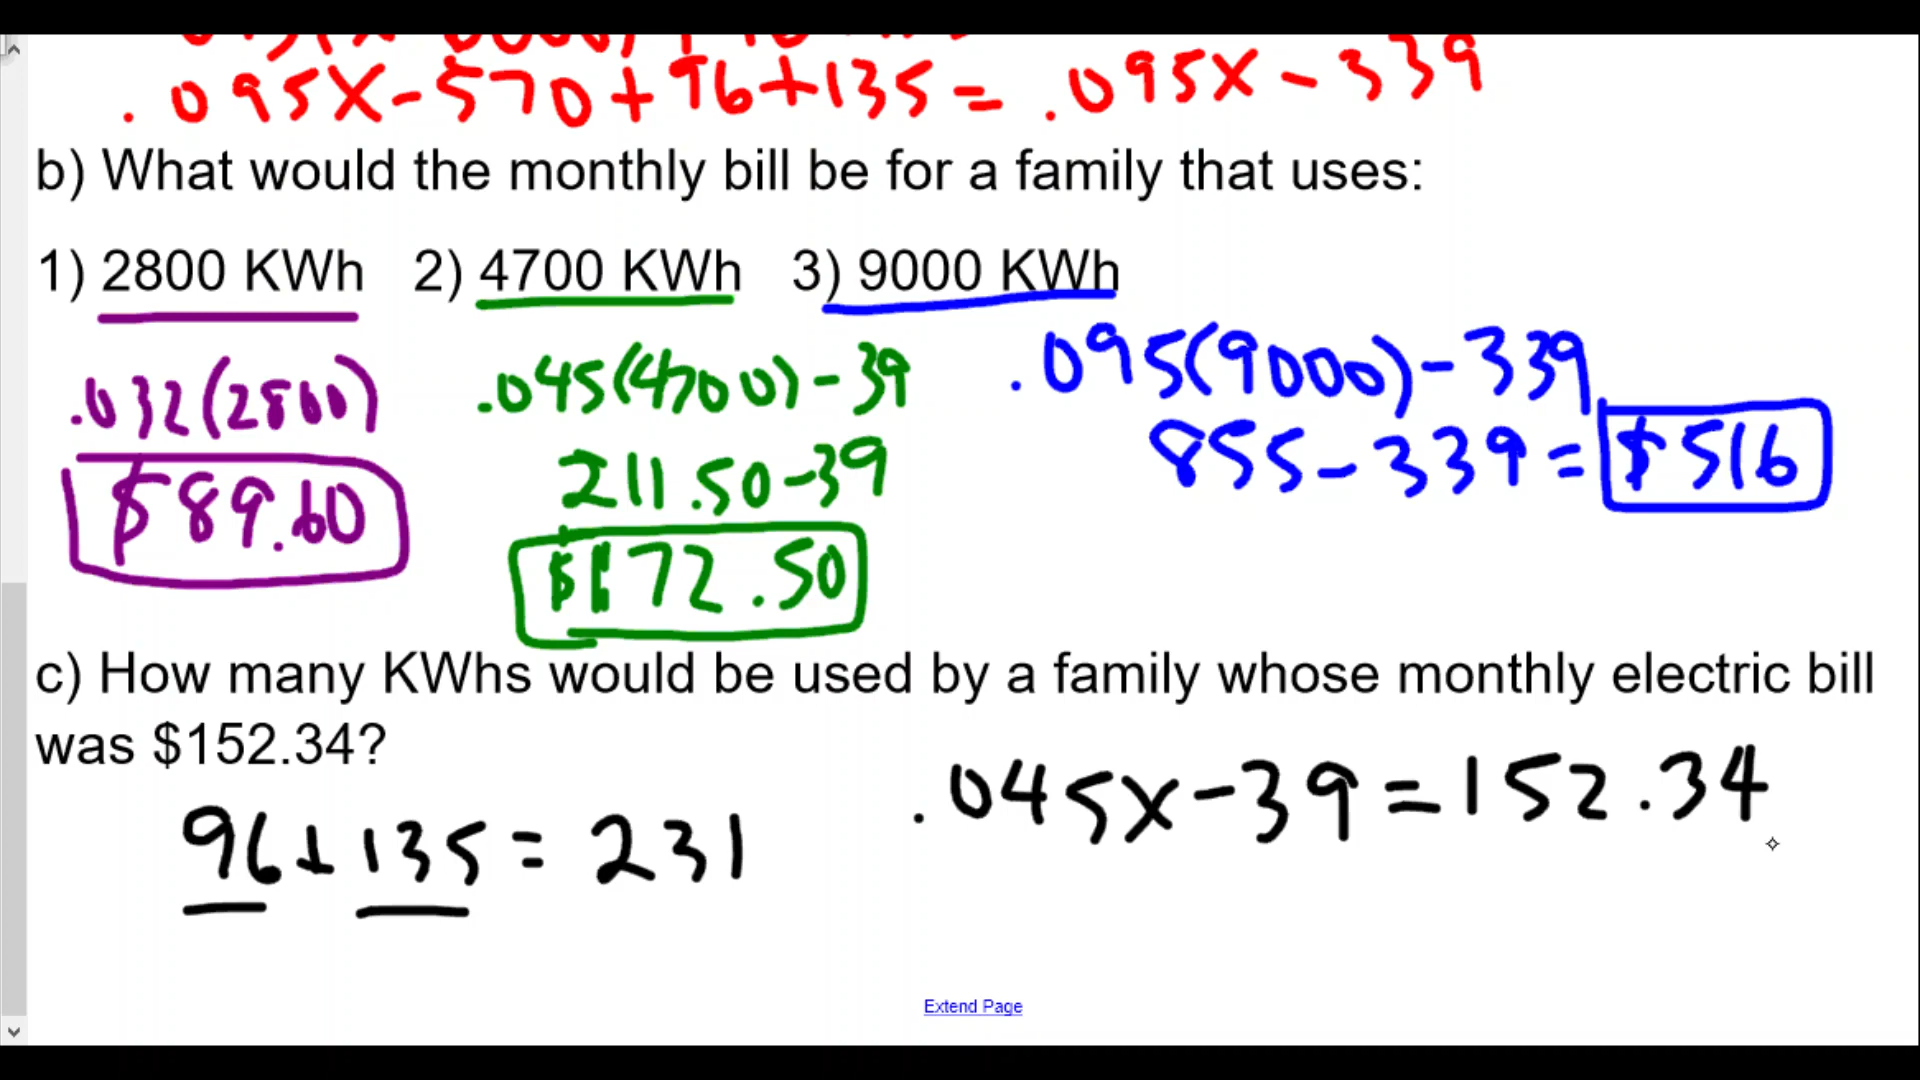 .095x-570+96+135= .095x-339
b) What would the monthly bill be for a family that uses:
1) 2800 KWh 2) 4700 KWh 3) 9000 KWh
.032(2800)
$89.60
.045(4700)-39
211.50-39
$172.50
.095(9000)-339
855-339= $516
c) How many KWhs would be used by a family whose monthly electric bill
was $152.34?
96+135=231
.045x-39=152.34
Extend Page